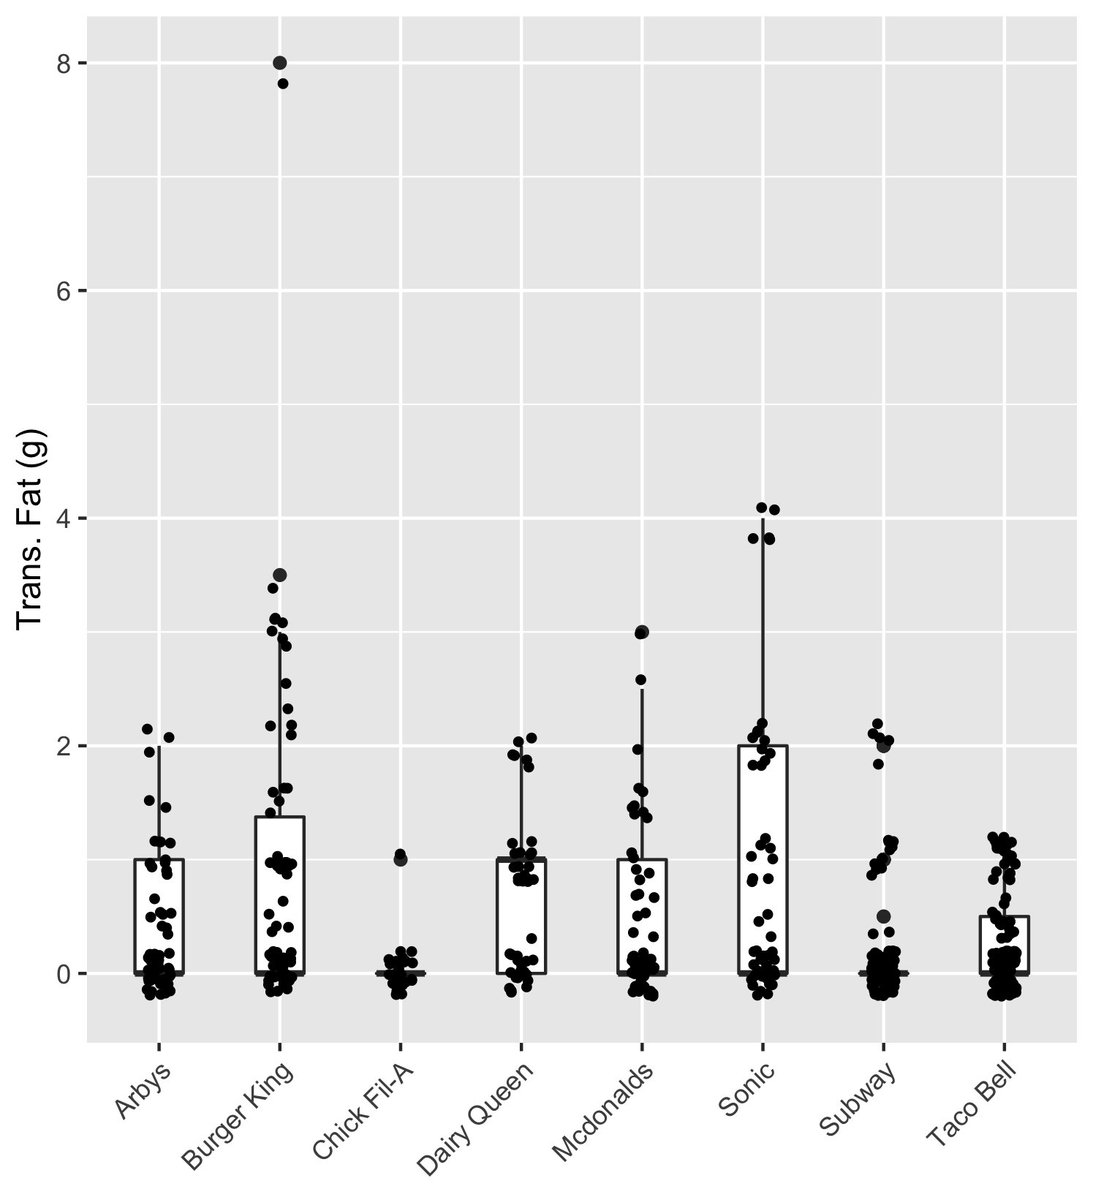 Trans. Fat (g)
8
6
4
2
0
Arbys
Burger King
Chick Fil-A
Dairy Queen
Mcdonalds
Sonic
Subway
Taco Bell